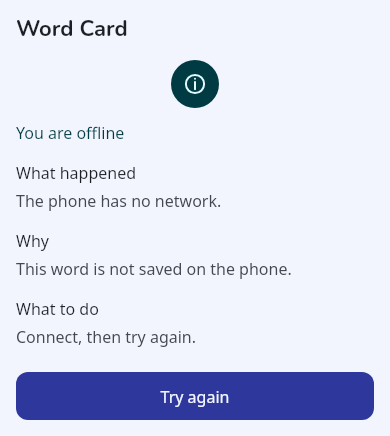 Word Card
You are offline
What happened
The phone has no network.
Why
This word is not saved on the phone.
What to do
Connect, then try again.
Try again